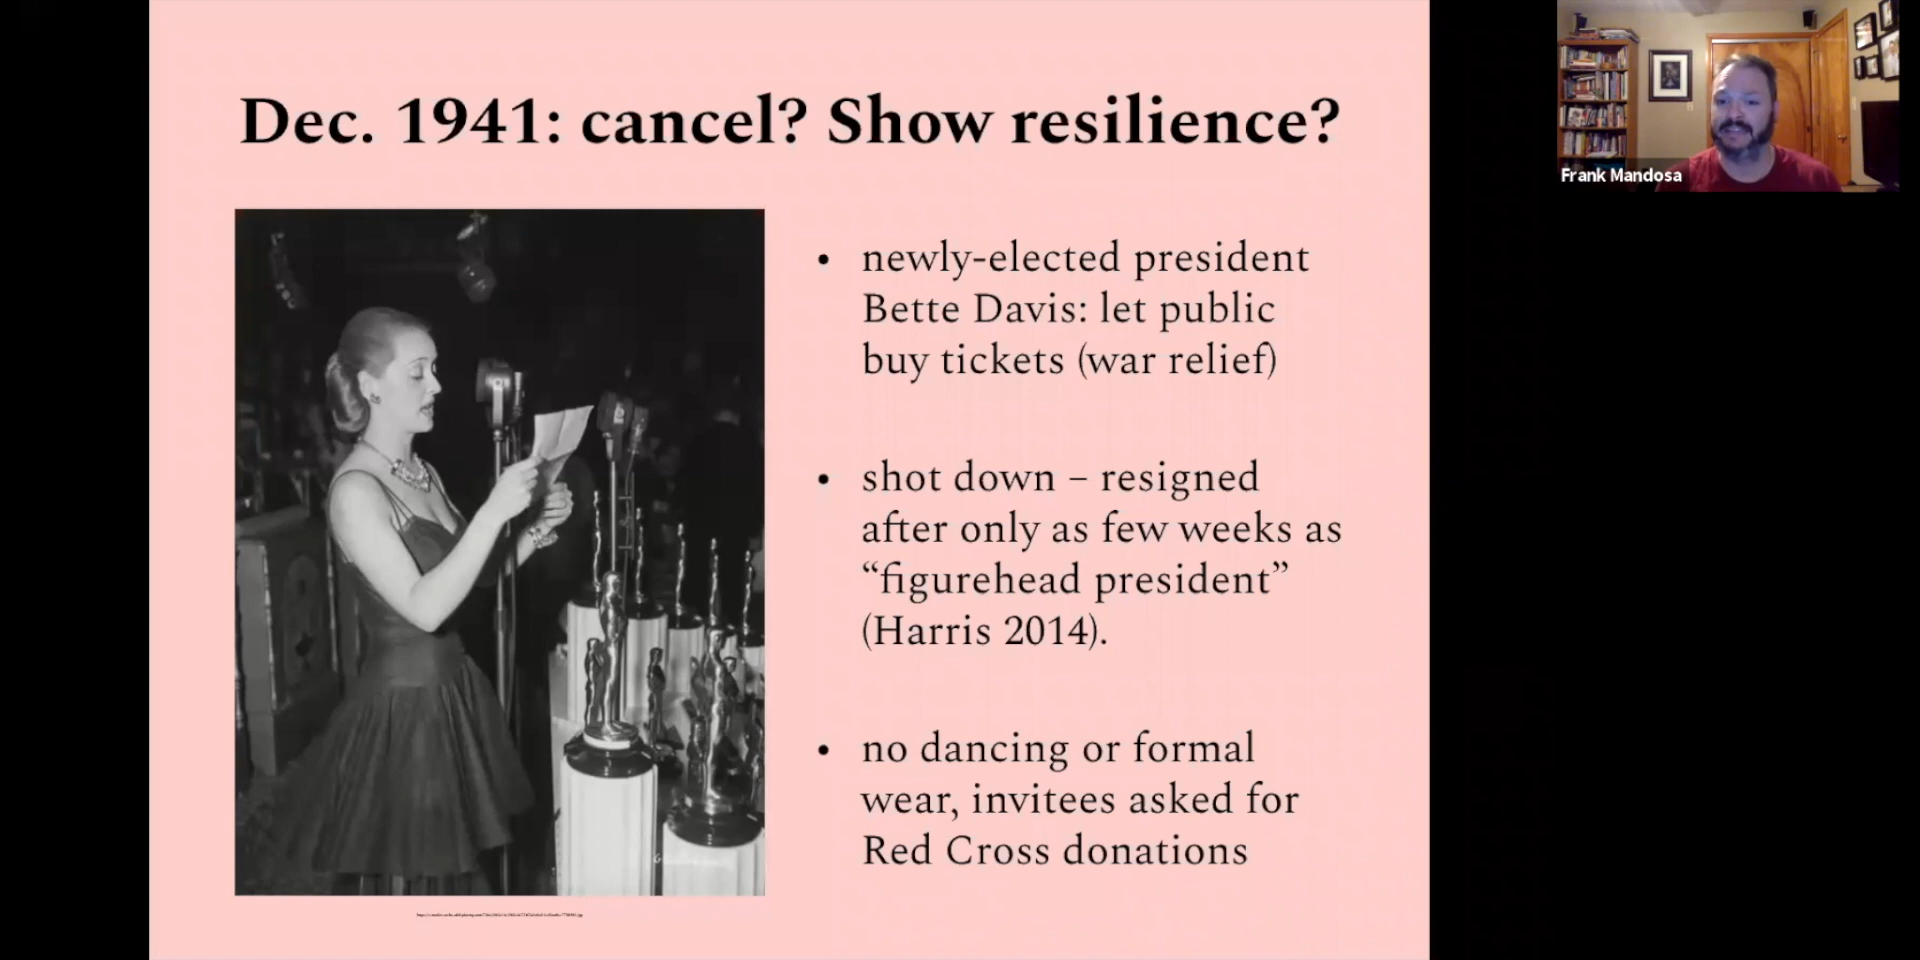 Dec. 1941: cancel? Show resilience?
• newly-elected president
Bette Davis: let public
buy tickets (war relief)
• shot down – resigned
after only as few weeks as
“figurehead president”
(Harris 2014).
• no dancing or formal
wear, invitees asked for
Red Cross donations
Frank Mandosa